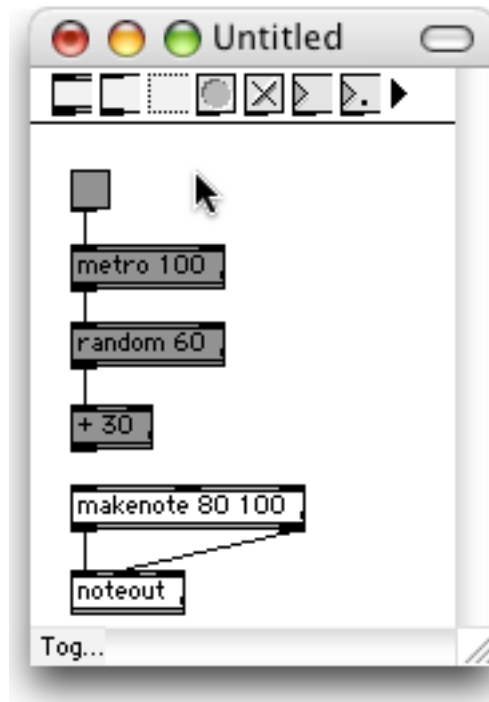 Untitled
metro 100
random 60
+ 30
makenote 80 100
noteout
Tog...